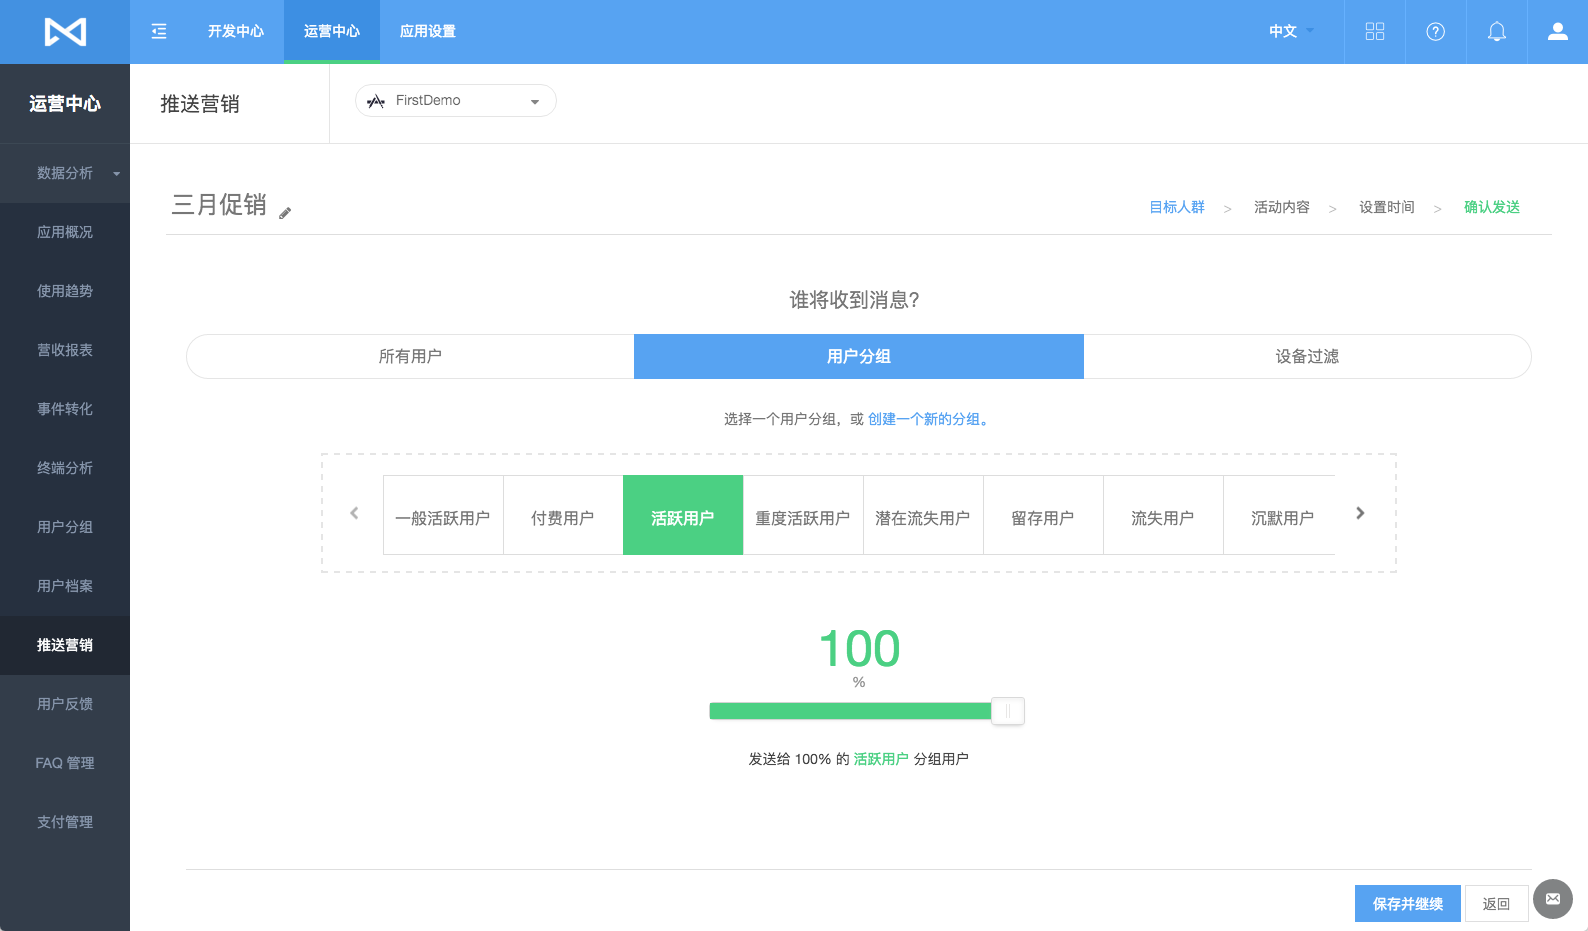 开发中心 运营中心 应用设置 中文
运营中心
推送营销
FirstDemo
数据分析
应用概况
使用趋势
营收报表
事件转化
终端分析
用户分组
用户档案
推送营销
用户反馈
FAQ 管理
支付管理
三月促销
目标人群 > 活动内容 > 设置时间 > 确认发送
谁将收到消息?
所有用户 用户分组 设备过滤
选择一个用户分组，或 创建一个新的分组。
一般活跃用户 付费用户 活跃用户 重度活跃用户 潜在流失用户 留存用户 流失用户 沉默用户
100
%
发送给 100% 的 活跃用户 分组用户
保存并继续 返回